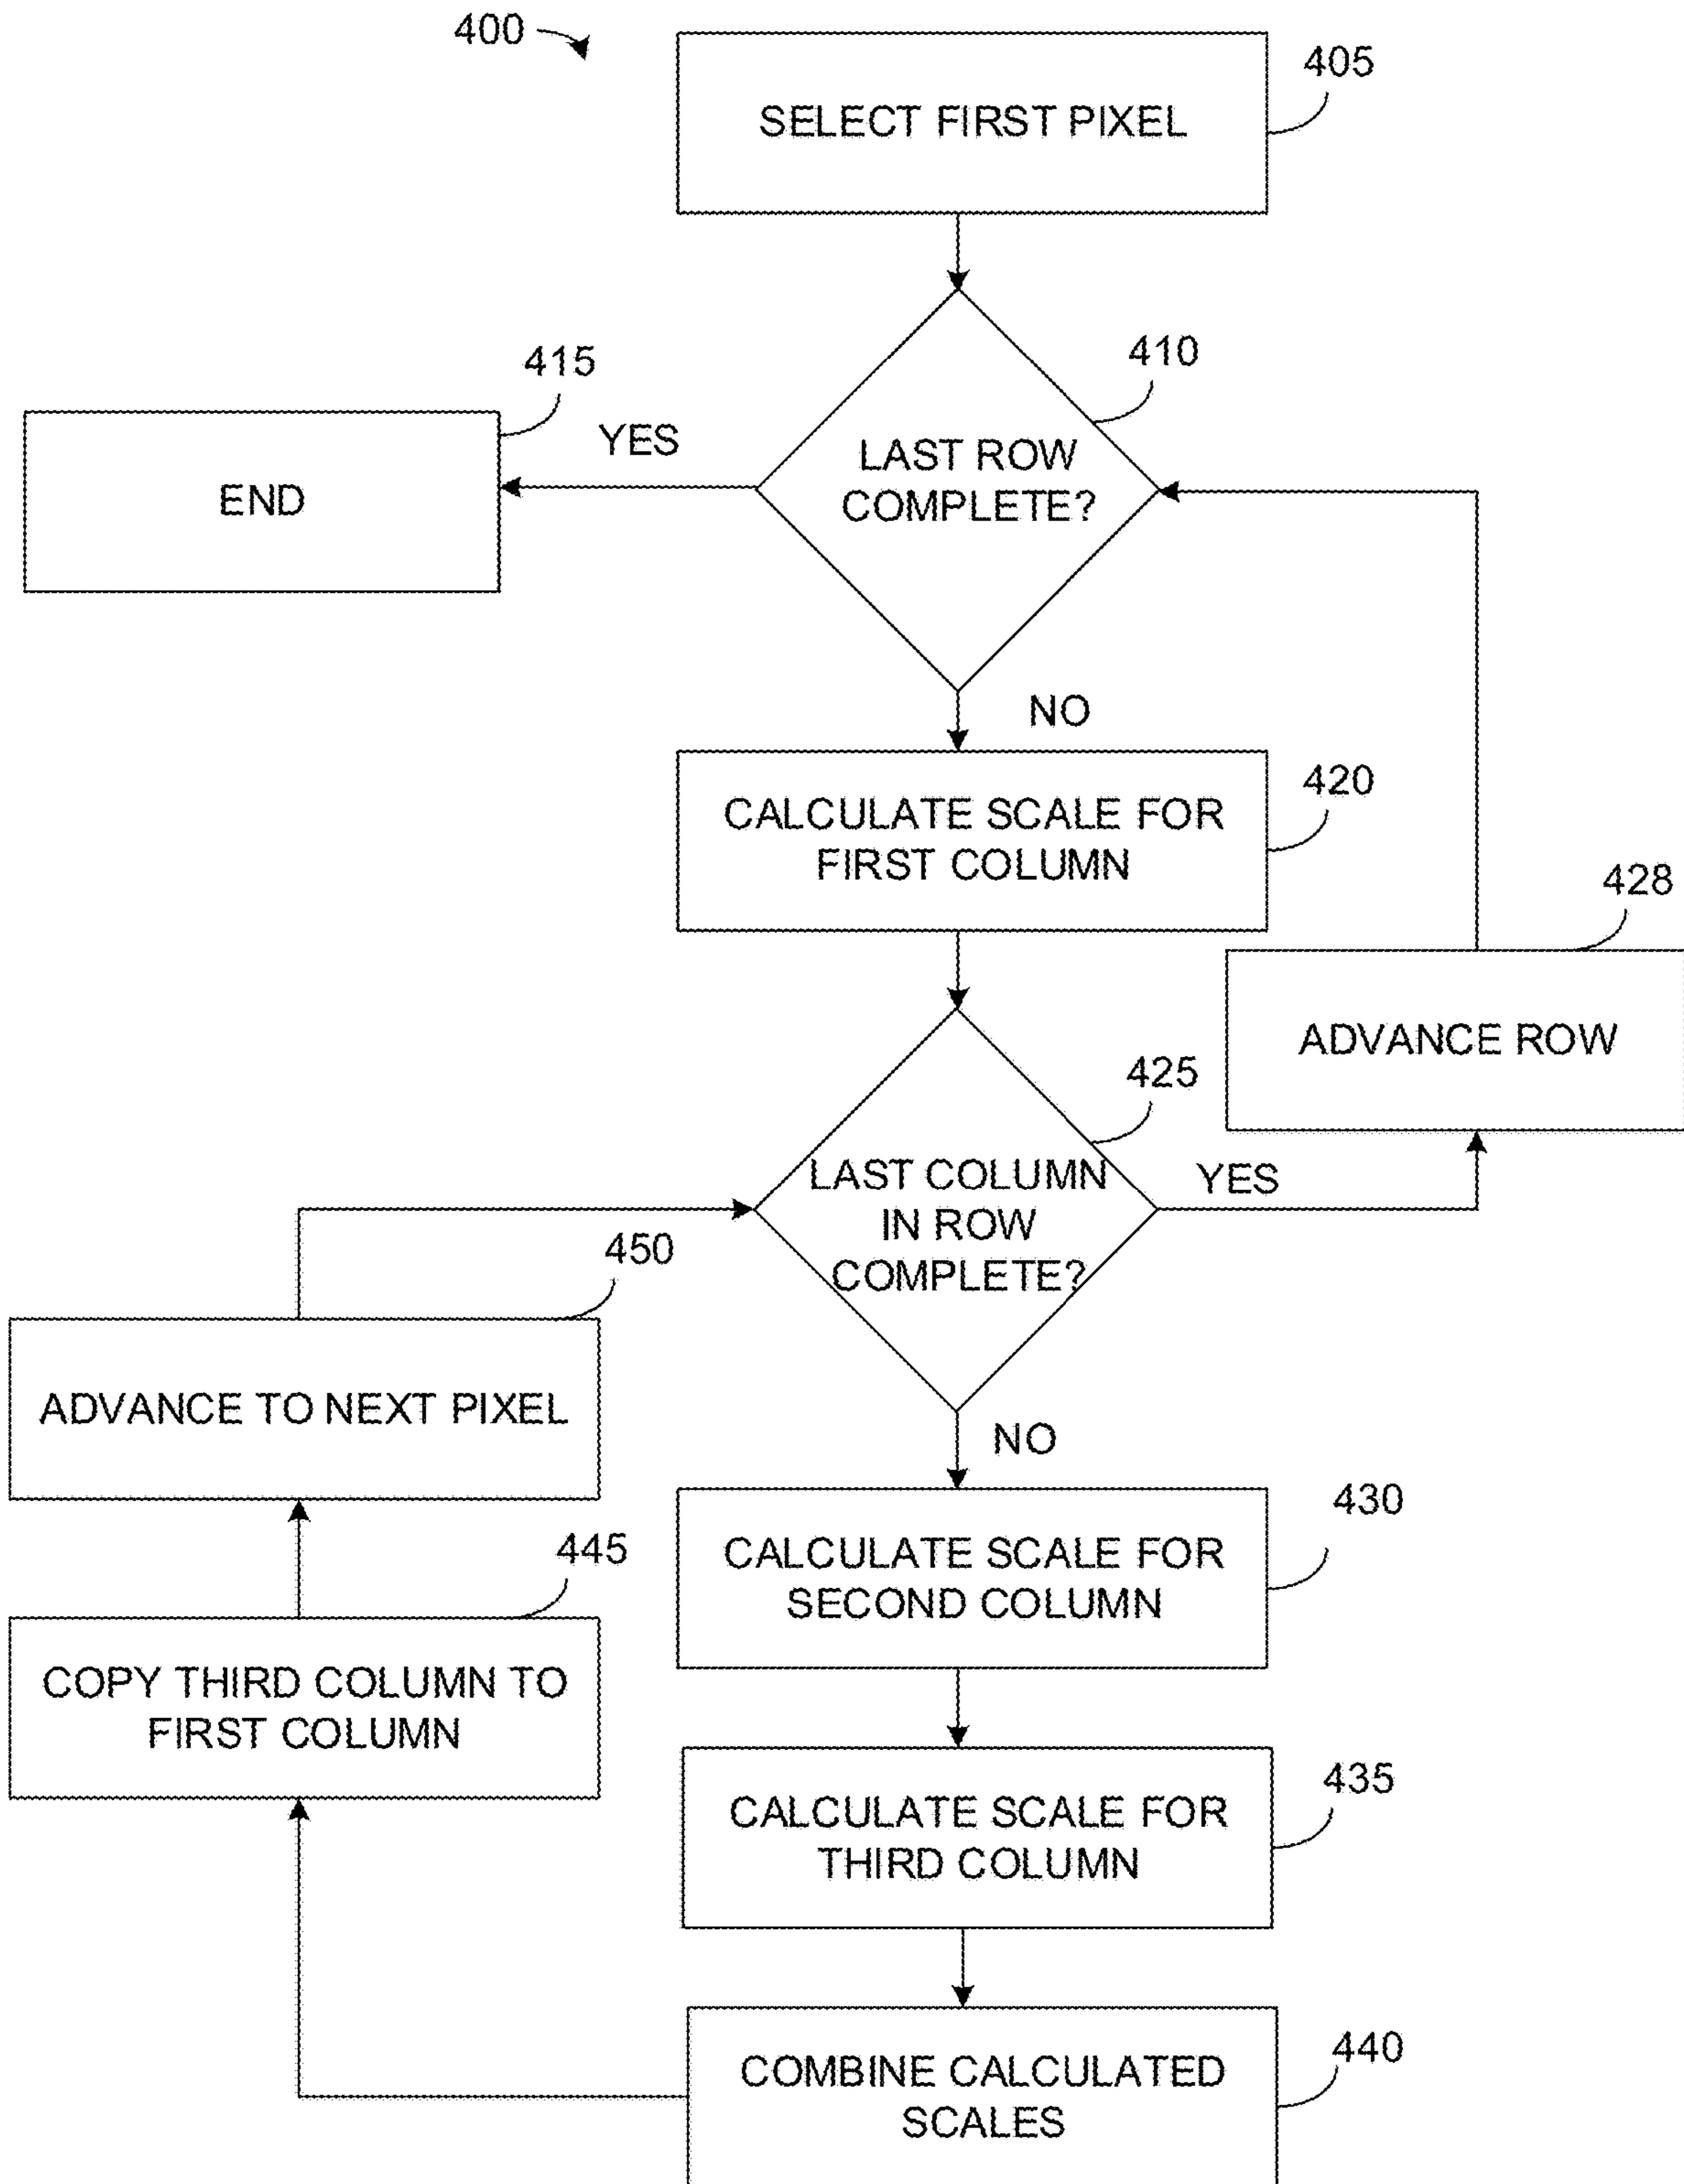 400
405
SELECT FIRST PIXEL
410
415
YES
LAST ROW
COMPLETE?
END
NO
420
CALCULATE SCALE FOR
FIRST COLUMN
428
ADVANCE ROW
425
LAST COLUMN
IN ROW
COMPLETE?
YES
450
ADVANCE TO NEXT PIXEL
NO
430
CALCULATE SCALE FOR
SECOND COLUMN
445
COPY THIRD COLUMN TO
FIRST COLUMN
435
CALCULATE SCALE FOR
THIRD COLUMN
440
COMBINE CALCULATED
SCALES